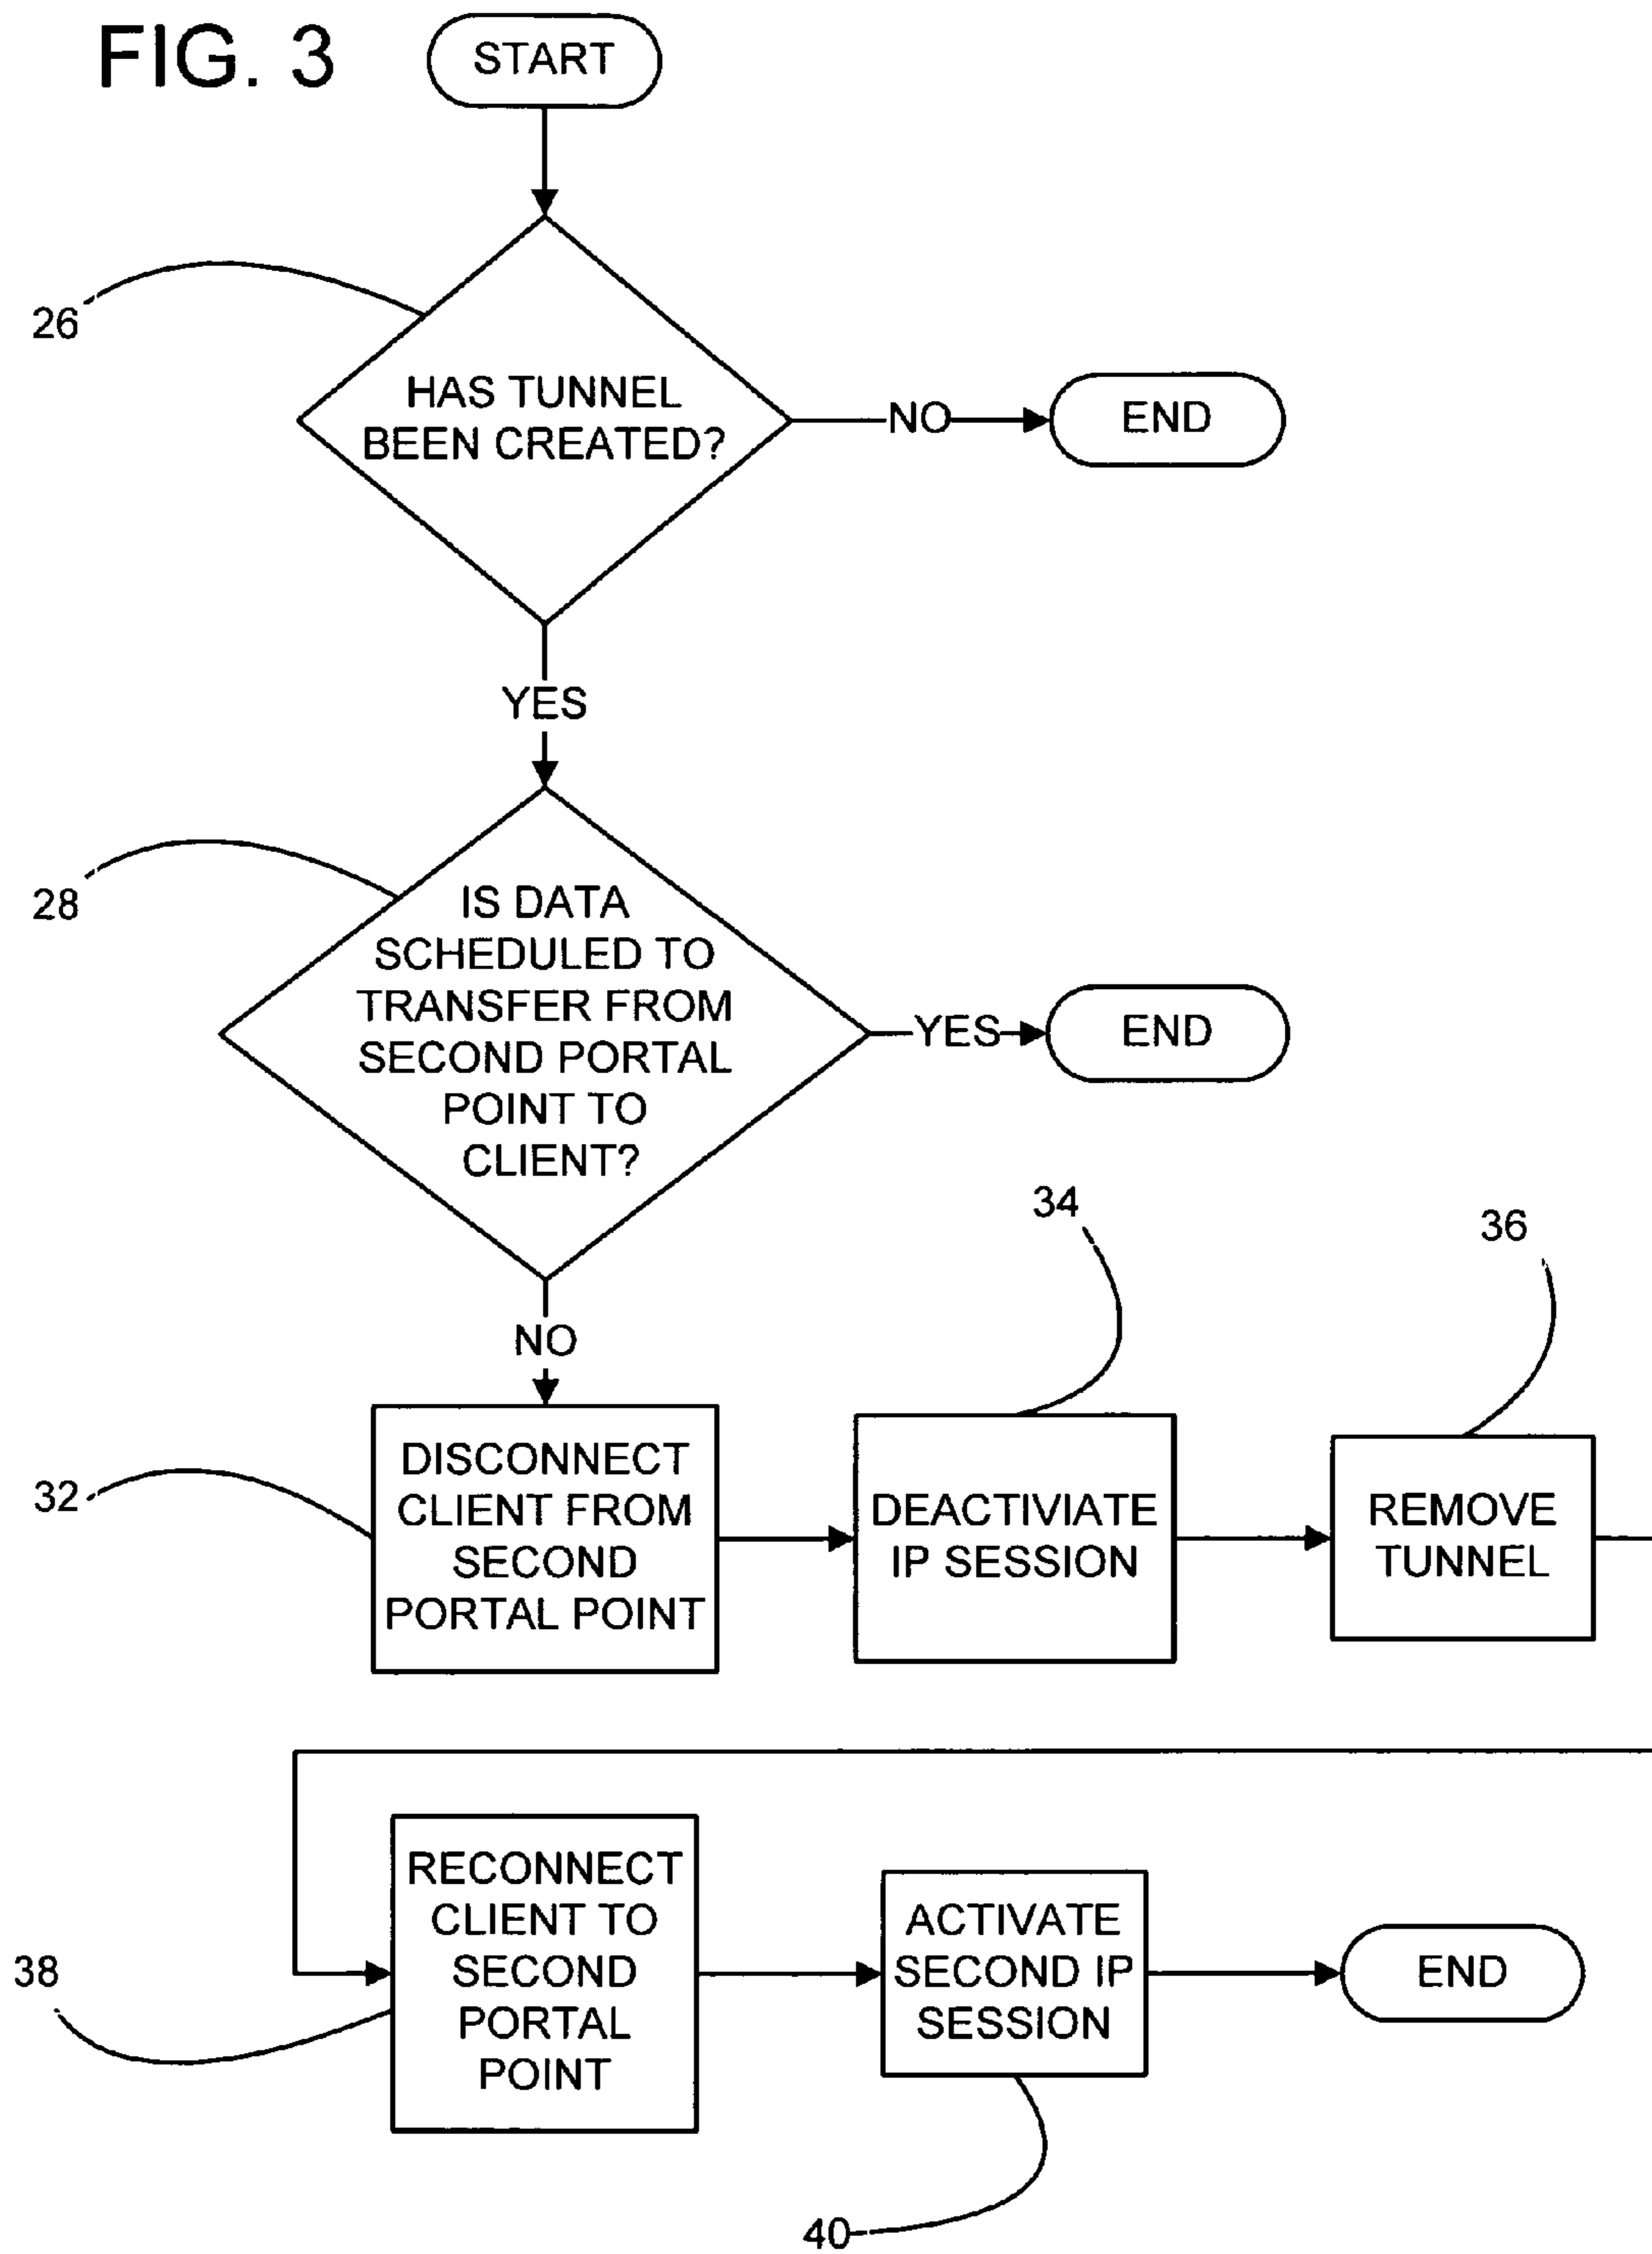 FIG. 3
START
26
HAS TUNNEL
BEEN CREATED?
NO
END
YES
28
IS DATA
SCHEDULED TO
TRANSFER FROM
SECOND PORTAL
POINT TO
CLIENT?
YES
END
NO
32
DISCONNECT
CLIENT FROM
SECOND
PORTAL POINT
34
DEACTIVIATE
IP SESSION
36
REMOVE
TUNNEL
38
RECONNECT
CLIENT TO
SECOND
PORTAL
POINT
ACTIVATE
SECOND IP
SESSION
40
END